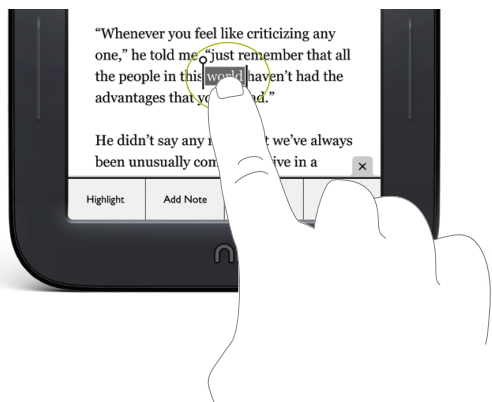 “Whenever you feel like criticizing any
one,” he told me, “just remember that all
the people in this world haven’t had the
advantages that
He didn’t say any we’ve always
been unusually in a
Highlight Add Note